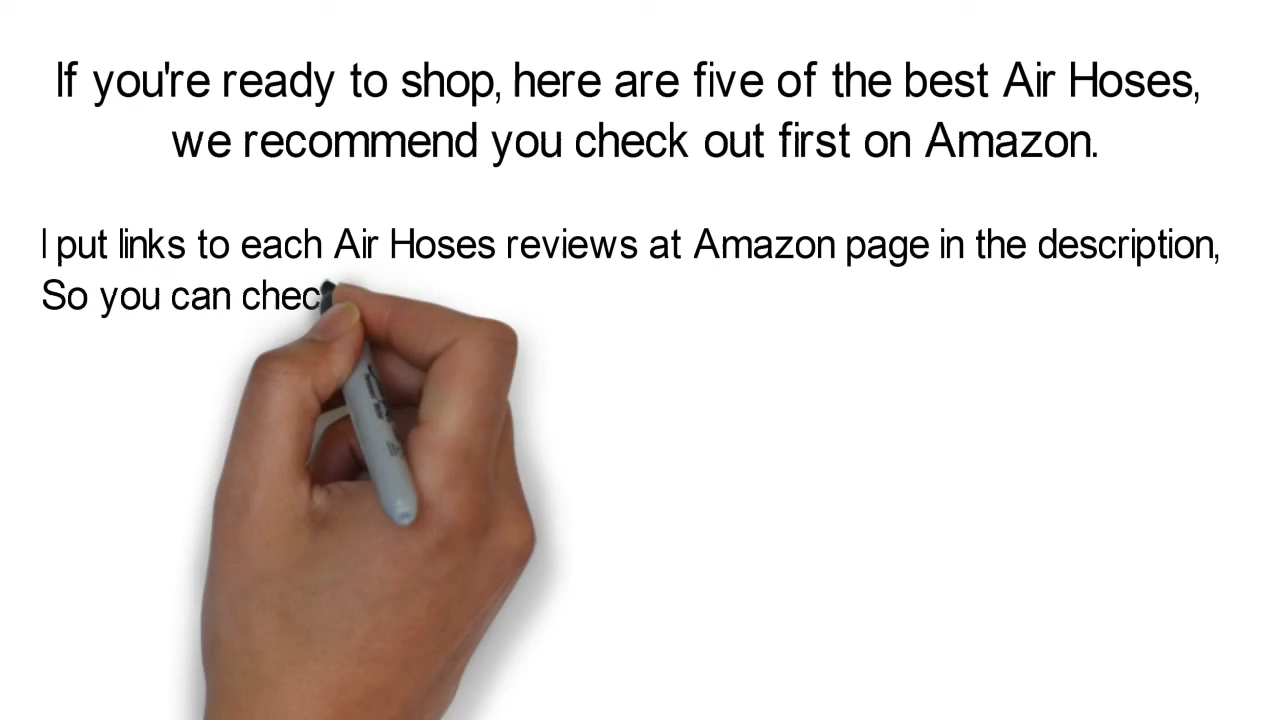 If you're ready to shop, here are five of the best Air Hoses,
we recommend you check out first on Amazon.
I put links to each Air Hoses reviews at Amazon page in the description,
So you can chec